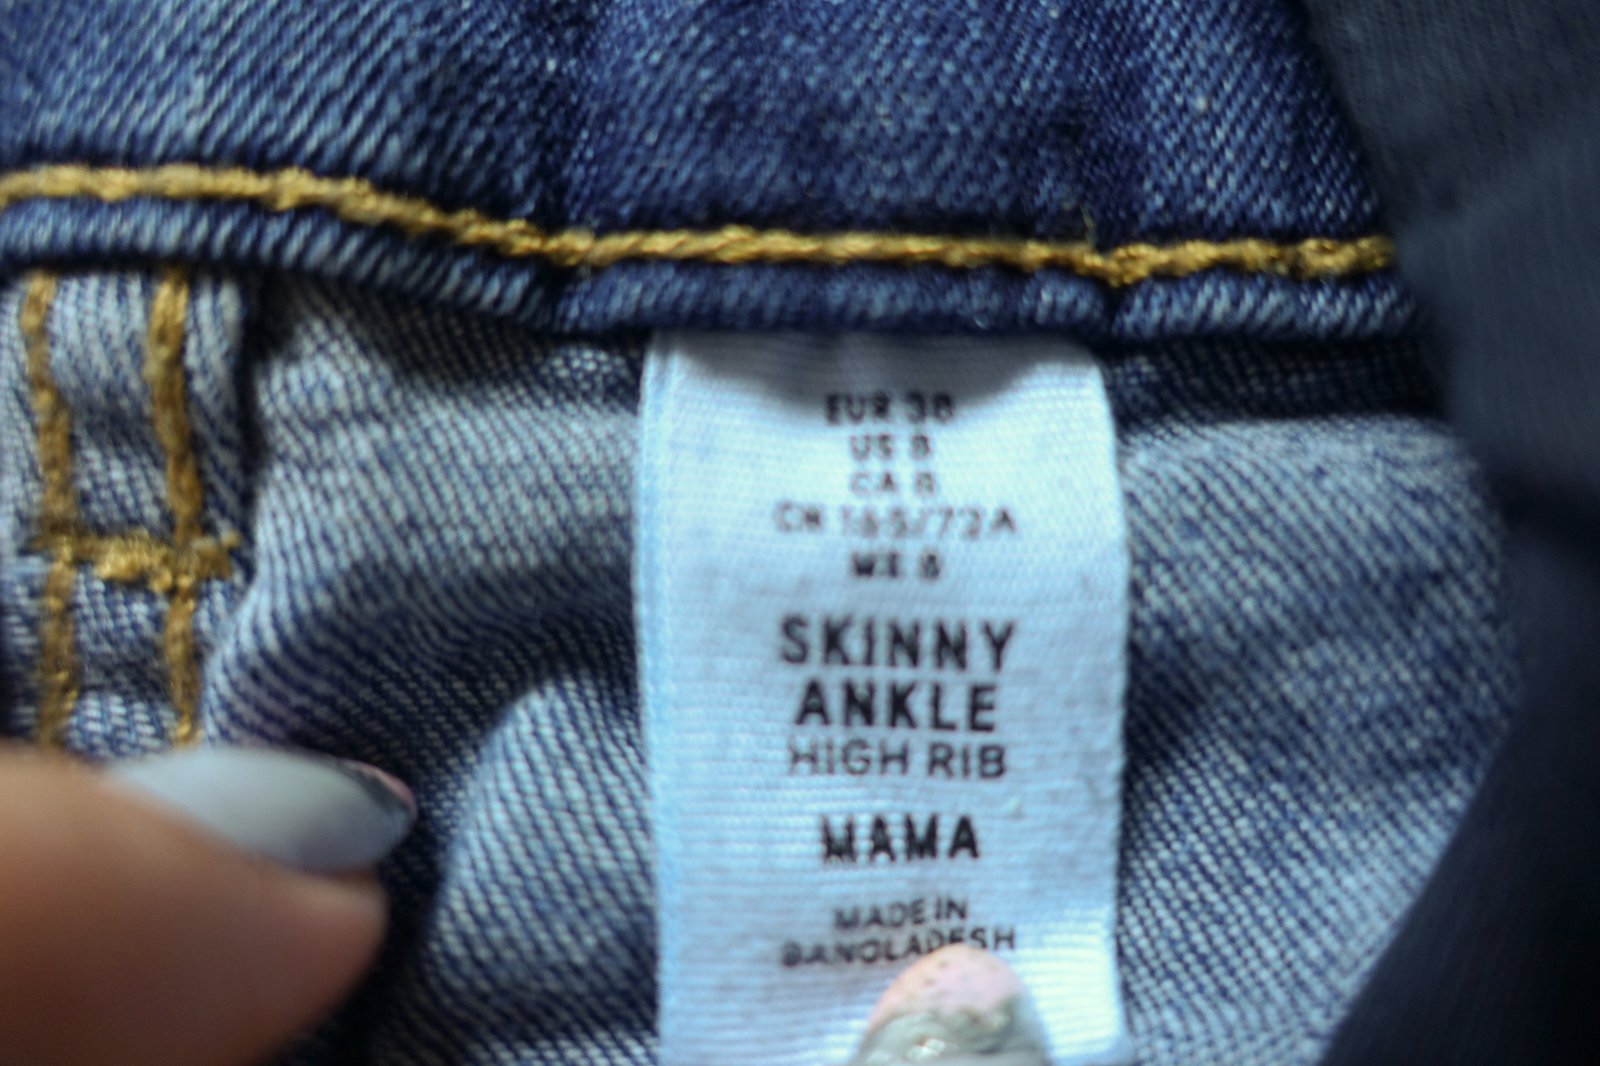 EUR 38
US 8
CA 8
CN 165/72A
MX 8
SKINNY
ANKLE
HIGH RIB
MAMA
MADE IN
BANGLADESH